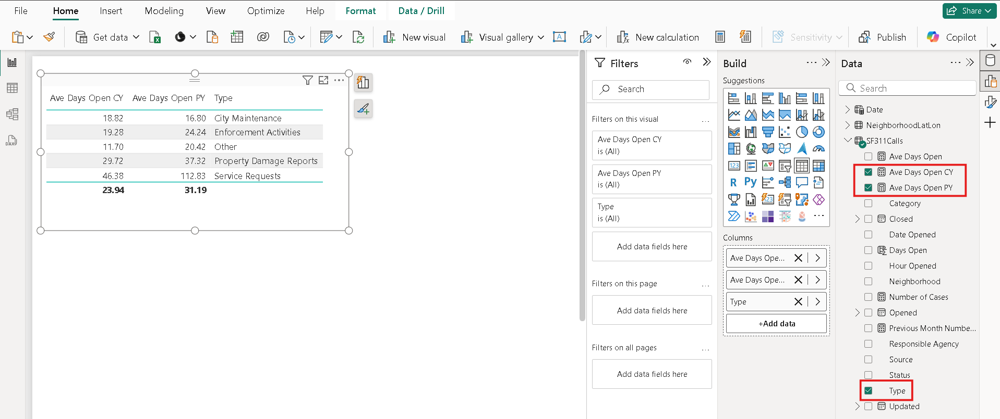 File Home Insert Modeling View Optimize Help Format Data / Drill Share
Get data New visual Visual gallery New calculation Sensitivity Publish Copilot
Ave Days Open CY Ave Days Open PY Type
18.82 16.80 City Maintenance
19.28 24.24 Enforcement Activities
11.70 20.42 Other
29.72 37.32 Property Damage Reports
46.38 112.83 Service Requests
23.94 31.19
Filters
Search
Filters on this visual ...
Ave Days Open CY
is (All)
Ave Days Open PY
is (All)
Type
is (All)
Add data fields here
Filters on this page ...
Add data fields here
Filters on all pages ...
Add data fields here
Build ...
Suggestions
123
R Py
123
...
Columns
Ave Days Ope...
Ave Days Ope...
Type
+Add data
Data ...
Search
Date
NeighborhoodLatLon
SF311Calls
Ave Days Open
Ave Days Open CY
Ave Days Open PY
Category
Closed
Date Opened
Days Open
Hour Opened
Neighborhood
Number of Cases
Opened
Previous Month Numbe...
Responsible Agency
Source
Status
Type
Updated
DAX